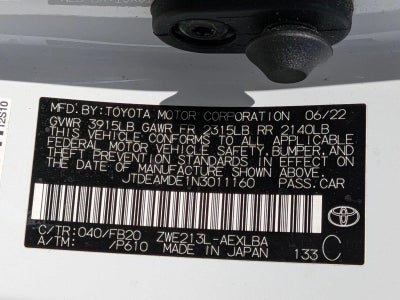 MFD.BY:TOYOTA MOTOR CORPORATION 06/22
GVWR 3915LB GAWR FR 2315LB RR 2140LB
THIS VEHICLE CONFORMS TO ALL APPLICABLE
FEDERAL MOTOR VEHICLE SAFETY,BUMPER,AND
THEFT PREVENTION STANDARDS IN EFFECT ON
THE DATE OF MANUFACTURE SHOWN ABOVE.
JTDEAMDE1N3011160 PASS.CAR
C/TR:040/FB20 ZWE213L-AEXLBA
A/TM: /P610 MADE IN JAPAN 133 C
TOYOTA
12S10